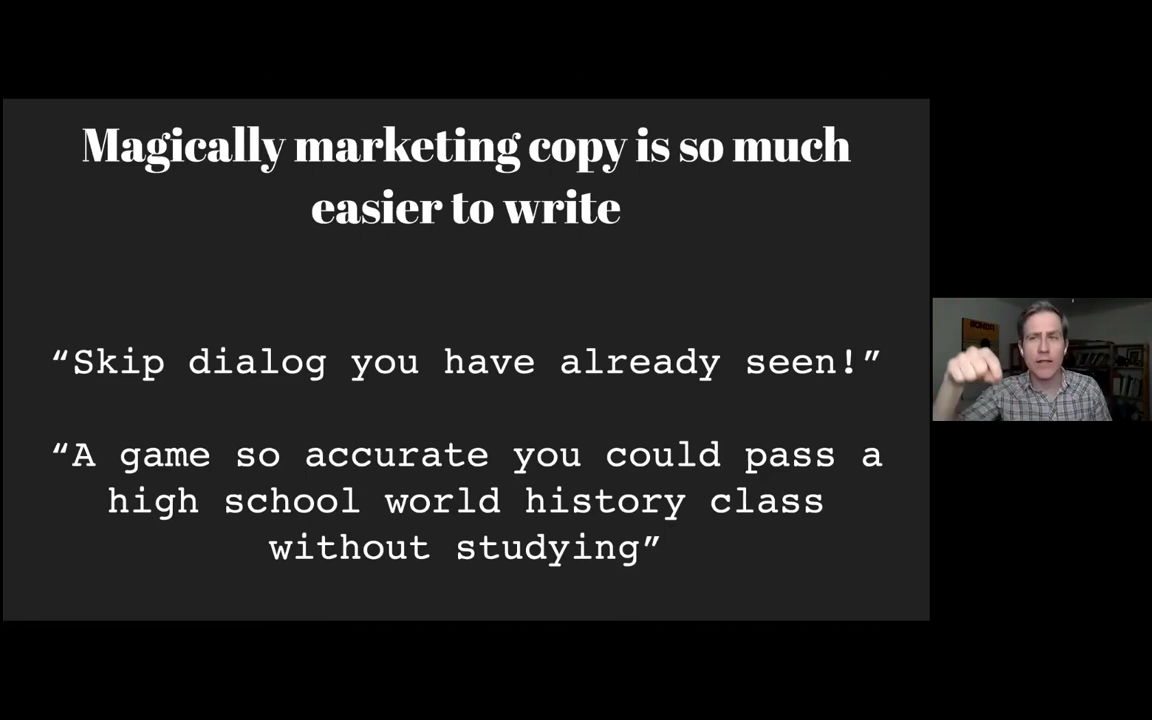 Magically marketing copy is so much
easier to write
“Skip dialog you have already seen!”
“A game so accurate you could pass a
high school world history class
without studying”